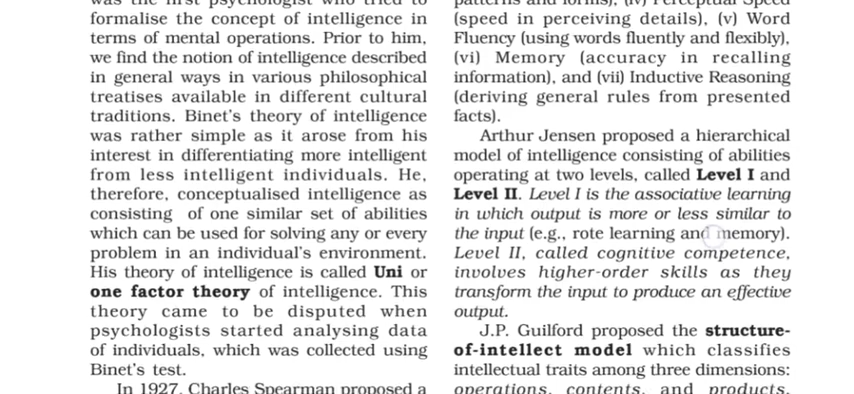 was the first psychologist who tried to
formalise the concept of intelligence in
terms of mental operations. Prior to him,
we find the notion of intelligence described
in general ways in various philosophical
treatises available in different cultural
traditions. Binet's theory of intelligence
was rather simple as it arose from his
interest in differentiating more intelligent
from less intelligent individuals. He,
therefore, conceptualised intelligence as
consisting of one similar set of abilities
which can be used for solving any or every
problem in an individual's environment.
His theory of intelligence is called Uni or
one factor theory of intelligence. This
theory came to be disputed when
psychologists started analysing data
of individuals, which was collected using
Binet's test.
In 1927, Charles Spearman proposed a
patterns and forms), (iv) Perceptual Speed
(speed in perceiving details), (v) Word
Fluency (using words fluently and flexibly),
(vi) Memory (accuracy in recalling
information), and (vii) Inductive Reasoning
(deriving general rules from presented
facts).
Arthur Jensen proposed a hierarchical
model of intelligence consisting of abilities
operating at two levels, called Level I and
Level II. Level I is the associative learning
in which output is more or less similar to
the input (e.g., rote learning and memory).
Level II, called cognitive competence,
involves higher-order skills as they
transform the input to produce an effective
output.
J.P. Guilford proposed the structure-
of-intellect model which classifies
intellectual traits among three dimensions:
operations, contents, and products.